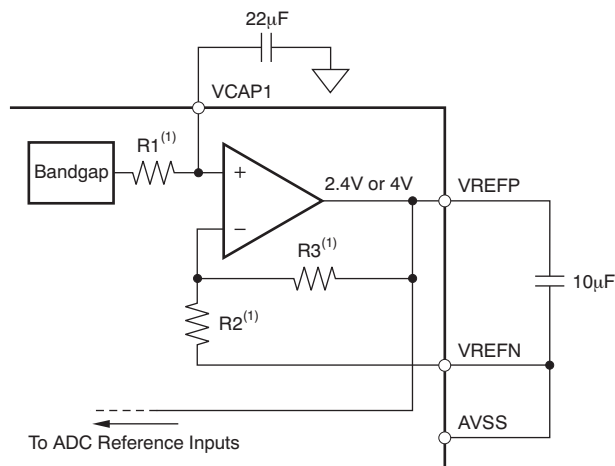 22μF
VCAP1
R1(1)
Bandgap
+
2.4V or 4V
VREFP
−
R3(1)
10μF
R2(1)
VREFN
AVSS
To ADC Reference Inputs